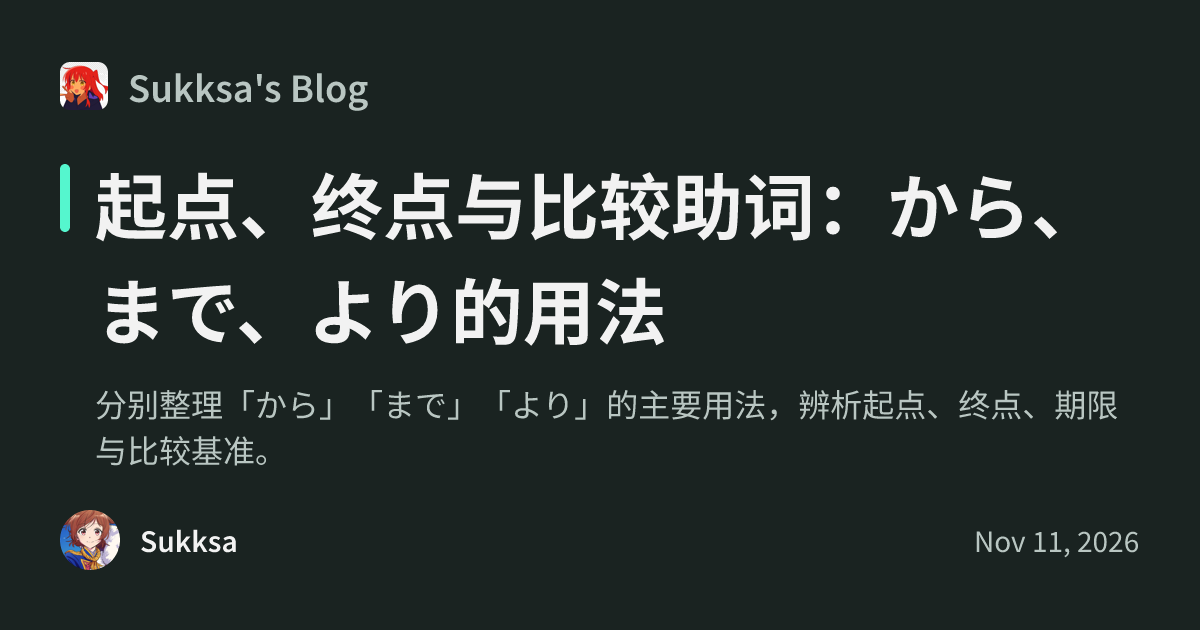 Sukksa's Blog
起点、终点与比较助词：から、
まで、より的用法
分别整理「から」「まで」「より」的主要用法，辨析起点、终点、期限
与比较基准。
Sukksa
Nov 11, 2026